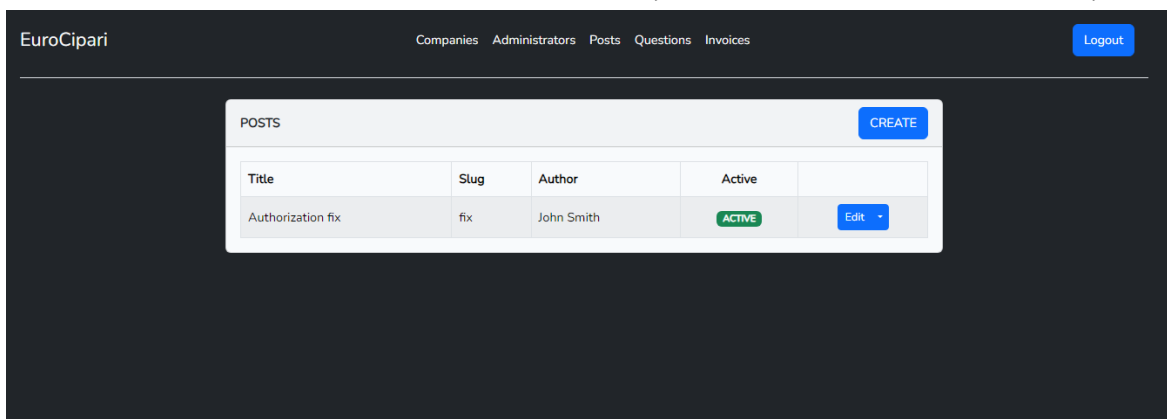 EuroCipari Companies Administrators Posts Questions Invoices Logout
POSTS CREATE
Title Slug Author Active
Authorization fix fix John Smith ACTIVE Edit